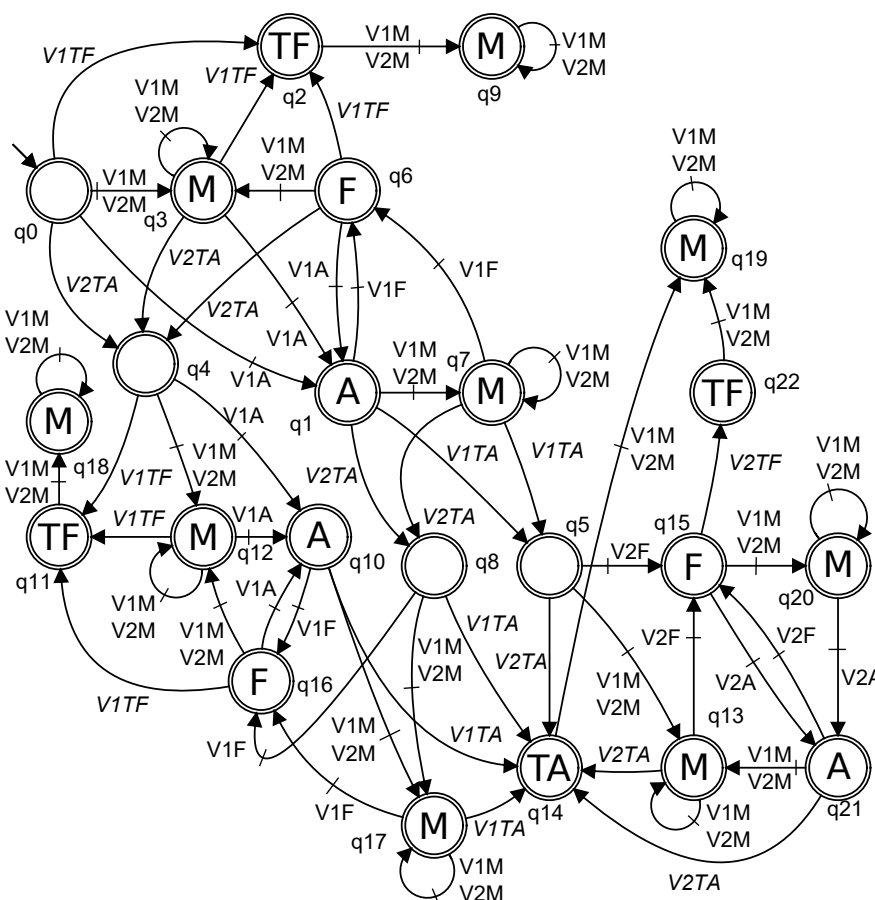 TF
V1M
V2M
M
V1M
V2M
V1TF
q2
q9
V1TF
V1M
V2M
V1TF
V1M
V2M
V1M
V2M
V1M
V2M
M
F
q6
q0
q3
M
q19
V2TA
V2TA
V2TA
V1A
V1F
V1F
V1M
V2M
V1M
V2M
q4
V1A
V1A
V1M
V2M
q7
V1M
V2M
A
M
TF
q22
q1
M
q18
V1A
V1M
V2M
V1TA
V1TA
V1M
V2M
V2TF
V1M
V2M
V1M
V2M
V1TF
V2TA
V2TA
V1TF
V1A
q5
q15
V1M
V2M
TF
M
q12
A
q10
q8
V2F
F
M
q11
q20
V1M
V2M
V1A
V1M
V2M
V1F
V1TA
V1M
V2M
V2TA
V2F
V2F
V2A
V2A
F
q16
V1M
V2M
V1TF
V1F
V1M
V2M
V1TA
q13
TA
V2TA
M
V1M
V2M
A
q14
q21
V1F
M
q17
V1TA
V1M
V2M
V1M
V2M
V2TA